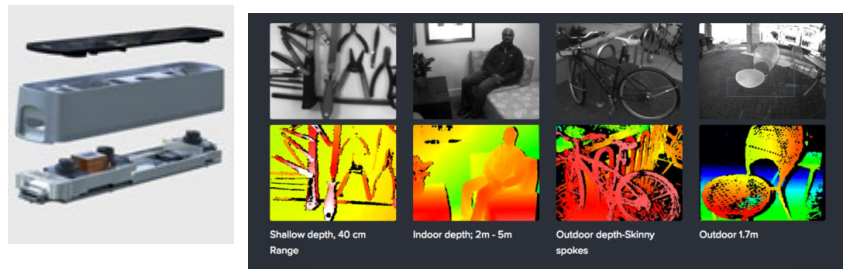 Shallow depth, 40 cm
Range
Indoor depth; 2m - 5m
Outdoor depth-Skinny
spokes
Outdoor 1.7m